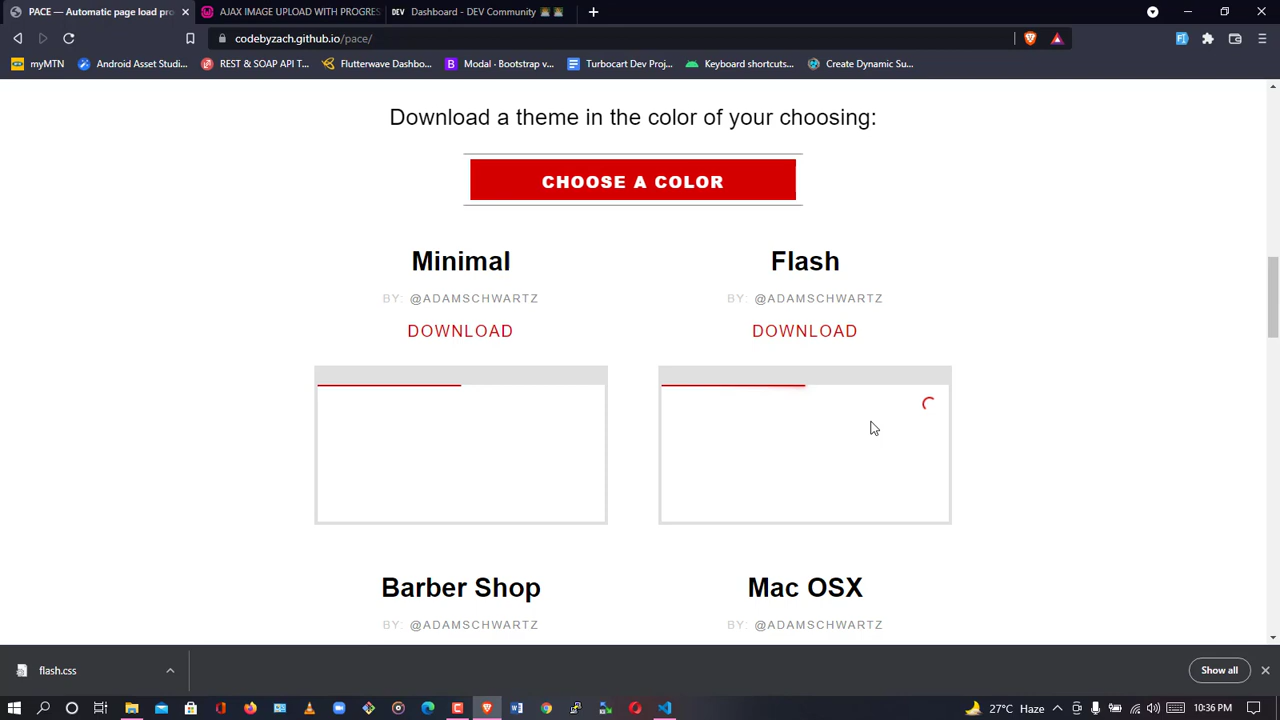 PACE — Automatic page load pro
AJAX IMAGE UPLOAD WITH PROGRES
DEV Dashboard - DEV Community
codebyzach.github.io/pace/
myMTN
Android Asset Studi...
REST & SOAP API T...
Flutterwave Dashbo...
B Modal - Bootstrap v...
Turbocart Dev Proj...
Keyboard shortcuts...
Create Dynamic Su...
Download a theme in the color of your choosing:
CHOOSE A COLOR
Minimal
Flash
BY: @ADAMSCHWARTZ
BY: @ADAMSCHWARTZ
DOWNLOAD
DOWNLOAD
Barber Shop
Mac OSX
BY: @ADAMSCHWARTZ
BY: @ADAMSCHWARTZ
flash.css
Show all
27°C Haze
10:36 PM